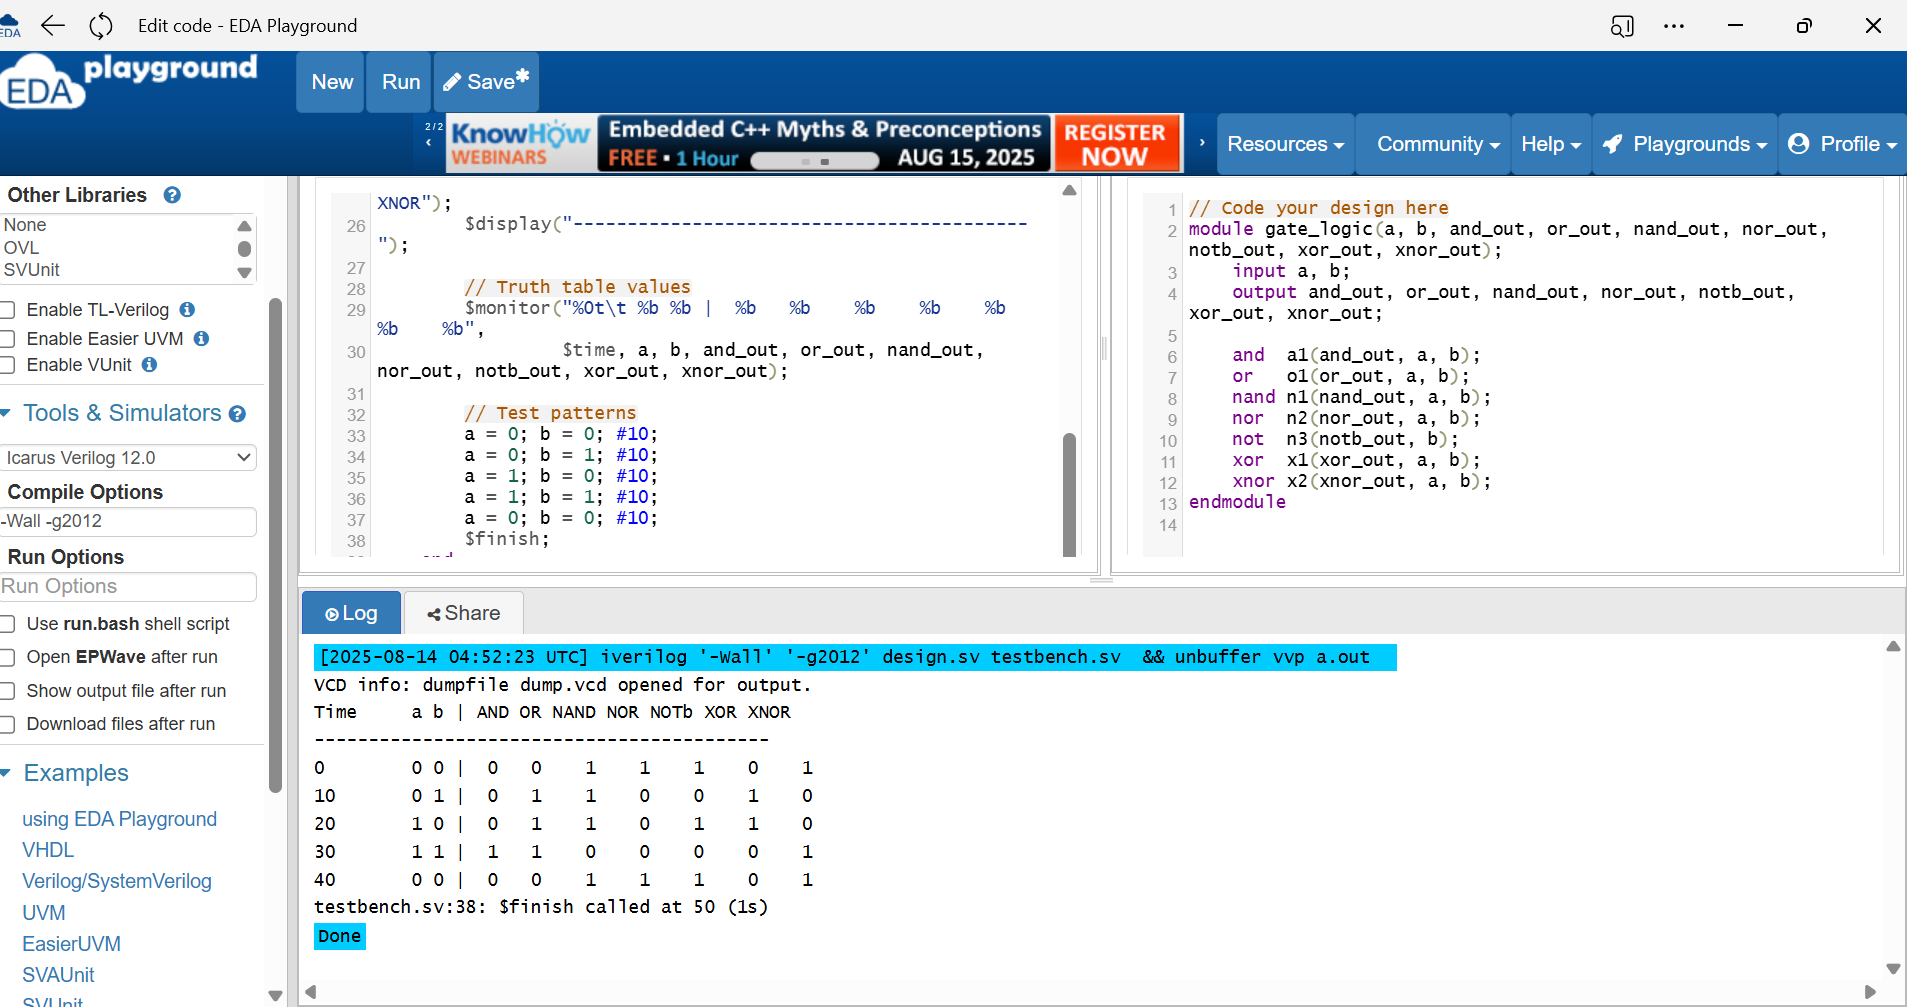 Edit code - EDA Playground
EDA playground
New
Run
Save*
2/2
KnowHow
WEBINARS
Embedded C++ Myths & Preconceptions
FREE • 1 Hour
AUG 15, 2025
REGISTER
NOW
Resources
Community
Help
Playgrounds
Profile
Other Libraries
None
OVL
SVUnit
Enable TL-Verilog
Enable Easier UVM
Enable VUnit
Tools & Simulators
Icarus Verilog 12.0
Compile Options
-Wall -g2012
Run Options
Run Options
Use run.bash shell script
Open EPWave after run
Show output file after run
Download files after run
Examples
using EDA Playground
VHDL
Verilog/SystemVerilog
UVM
EasierUVM
SVAUnit
SVUnit
XNOR");
26 $display("------------------------------------------
");
27
28 // Truth table values
29 $monitor("%0t\t %b %b |  %b   %b    %b    %b    %b
%b    %b",
30 $time, a, b, and_out, or_out, nand_out,
nor_out, notb_out, xor_out, xnor_out);
31
32 // Test patterns
33 a = 0; b = 0; #10;
34 a = 0; b = 1; #10;
35 a = 1; b = 0; #10;
36 a = 1; b = 1; #10;
37 a = 0; b = 0; #10;
38 $finish;
end
1 // Code your design here
2 module gate_logic(a, b, and_out, or_out, nand_out, nor_out,
notb_out, xor_out, xnor_out);
3 input a, b;
4 output and_out, or_out, nand_out, nor_out, notb_out,
xor_out, xnor_out;
5
6 and  a1(and_out, a, b);
7 or   o1(or_out, a, b);
8 nand n1(nand_out, a, b);
9 nor  n2(nor_out, a, b);
10 not  n3(notb_out, b);
11 xor  x1(xor_out, a, b);
12 xnor x2(xnor_out, a, b);
13 endmodule
14
Log
Share
[2025-08-14 04:52:23 UTC] iverilog '-Wall' '-g2012' design.sv testbench.sv  && unbuffer vvp a.out
VCD info: dumpfile dump.vcd opened for output.
Time     a b | AND OR NAND NOR NOTb XOR XNOR
------------------------------------------
0        0 0 |  0   0    1    1    1    0    1
10       0 1 |  0   1    1    0    0    1    0
20       1 0 |  0   1    1    0    1    1    0
30       1 1 |  1   1    0    0    0    0    1
40       0 0 |  0   0    1    1    1    0    1
testbench.sv:38: $finish called at 50 (1s)
Done